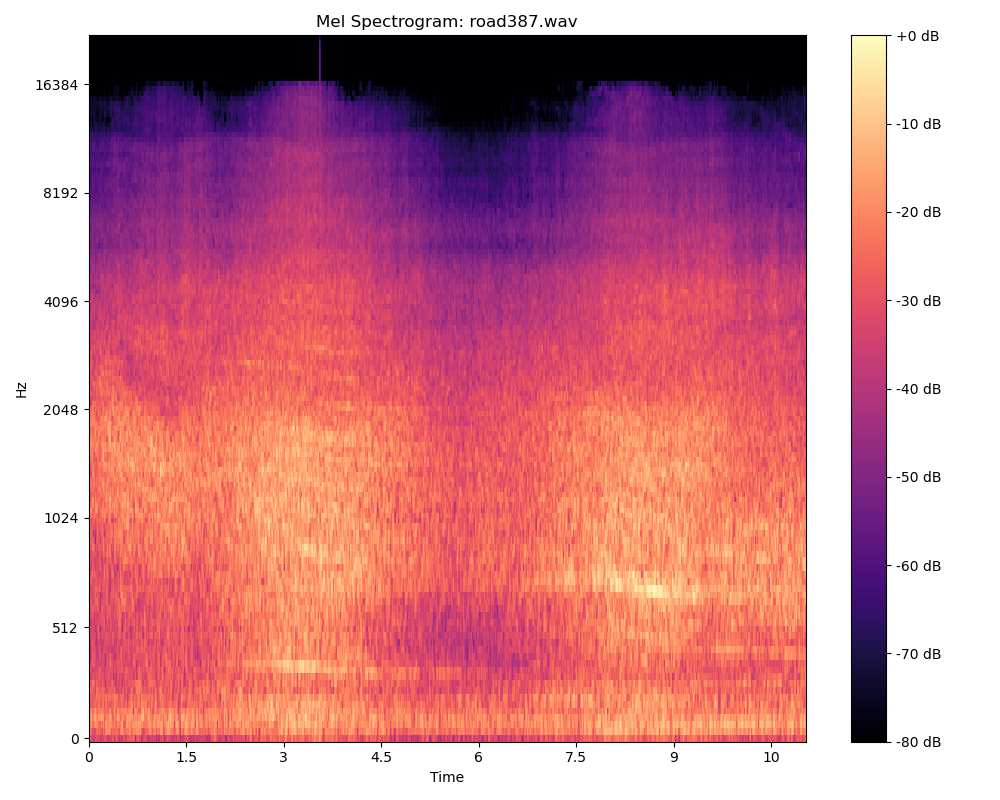 Mel Spectrogram: road387.wav
+0 dB
16384
-10 dB
8192
-20 dB
4096
-30 dB
Hz
2048
-40 dB
-50 dB
1024
-60 dB
512
-70 dB
0
-80 dB
0 1.5 3 4.5 6 7.5 9 10
Time